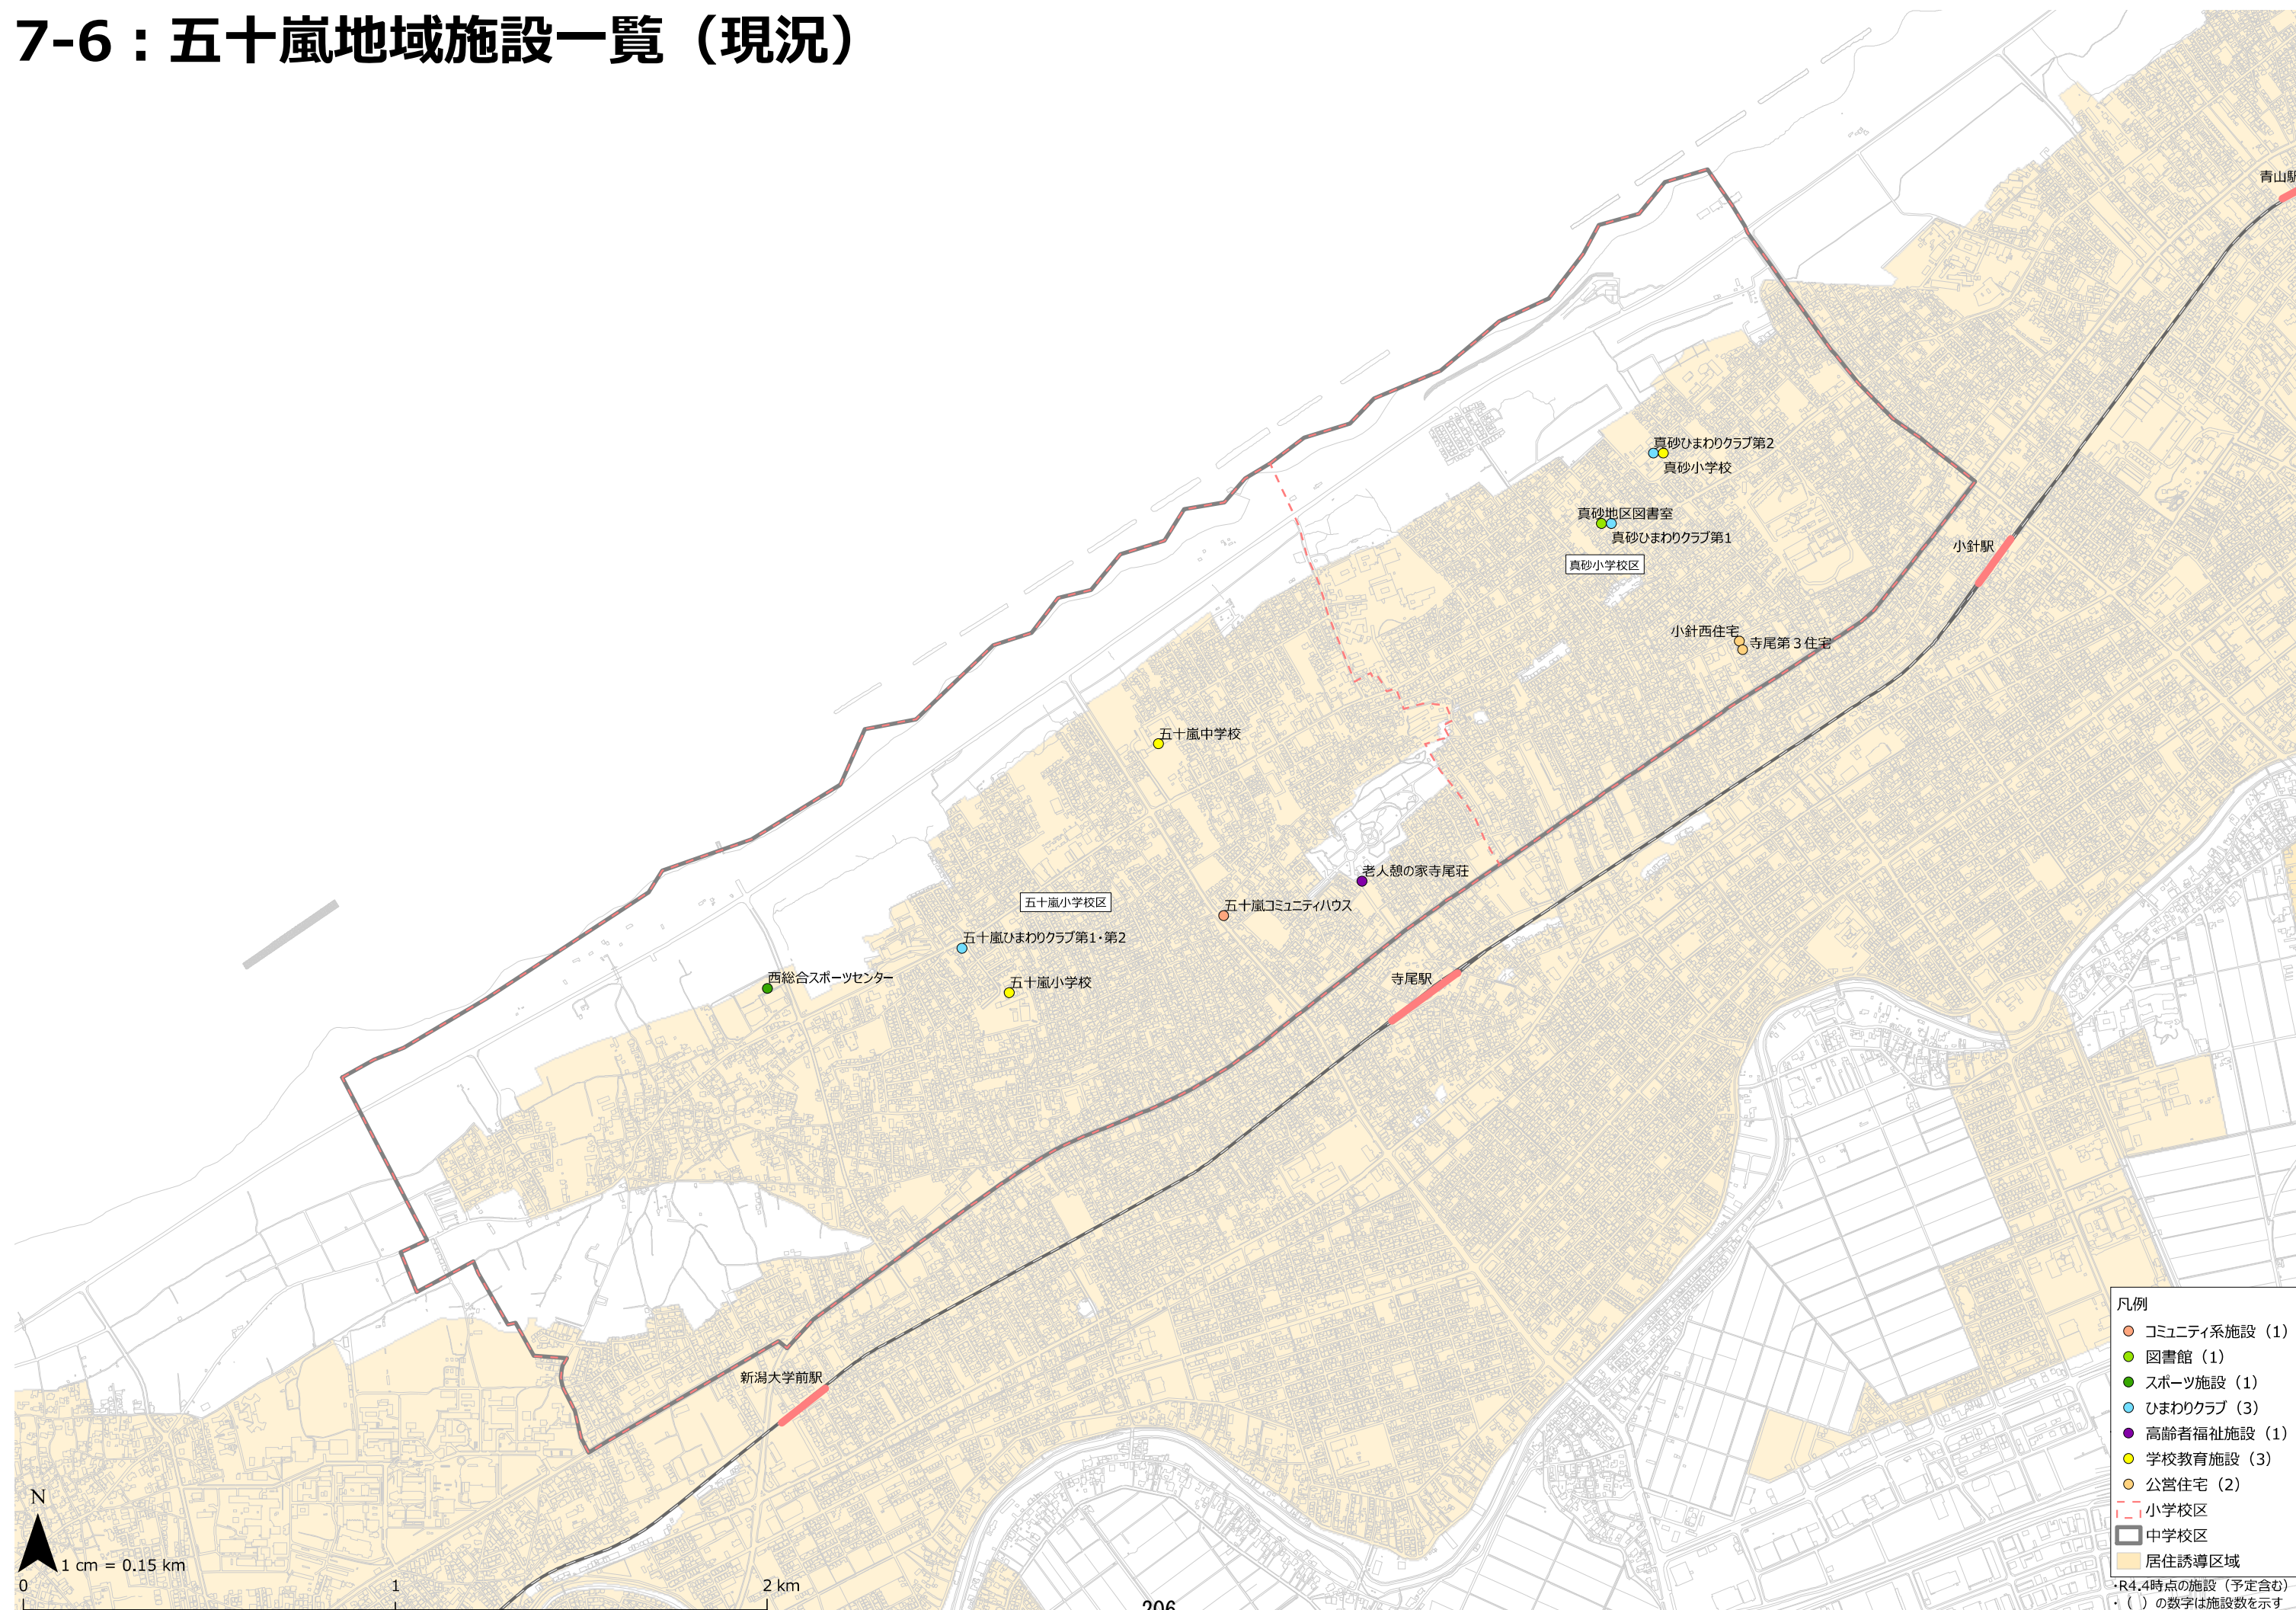 7-6：五十嵐地域施設一覧（現況）
青山駅
真砂ひまわりクラブ第2
真砂小学校
真砂地区図書室
真砂ひまわりクラブ第1
小針駅
真砂小学校区
小針西住宅
寺尾第３住宅
五十嵐中学校
老人憩の家寺尾荘
五十嵐小学校区
五十嵐コミュニティハウス
五十嵐ひまわりクラブ第1・第2
西総合スポーツセンター
五十嵐小学校
寺尾駅
新潟大学前駅
凡例
コミュニティ系施設（1）
図書館（1）
スポーツ施設（1）
ひまわりクラブ（3）
高齢者福祉施設（1）
学校教育施設（3）
公営住宅（2）
小学校区
中学校区
居住誘導区域
・R4.4時点の施設（予定含む）
・（ ）の数字は施設数を示す
N
1 cm = 0.15 km
0 1 2 km
206